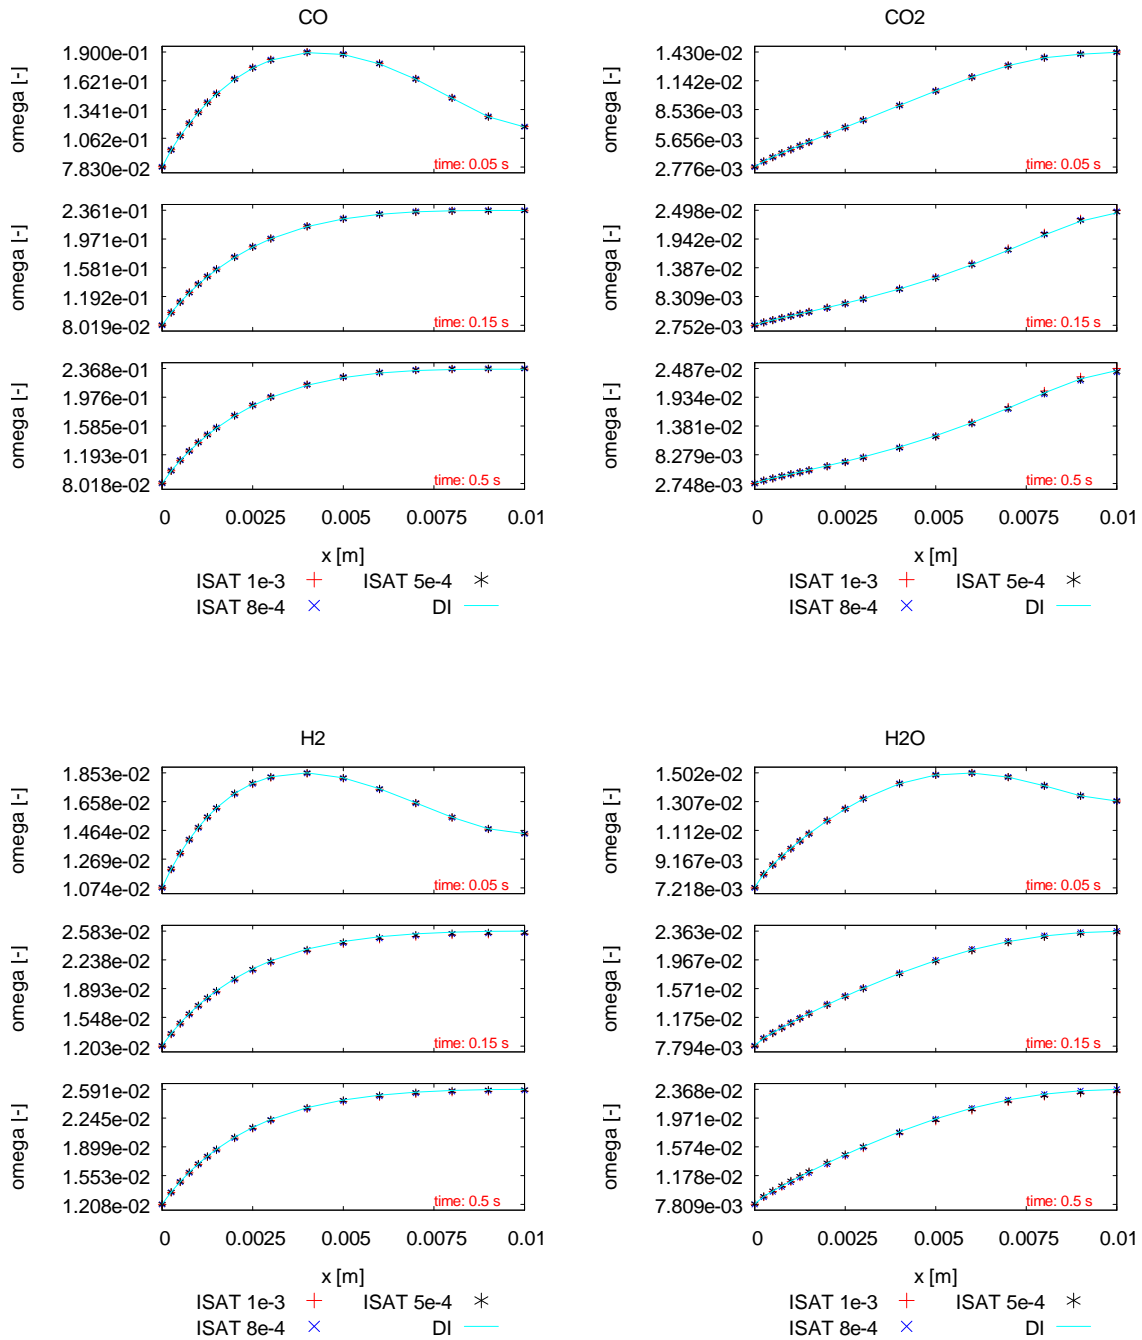 CO
omega [-]
1.900e-01
1.621e-01
1.341e-01
1.062e-01
7.830e-02
time: 0.05 s
omega [-]
2.361e-01
1.971e-01
1.581e-01
1.192e-01
8.019e-02
time: 0.15 s
omega [-]
2.368e-01
1.976e-01
1.585e-01
1.193e-01
8.018e-02
time: 0.5 s
0 0.0025 0.005 0.0075 0.01
x [m]
ISAT 1e-3 ISAT 5e-4
ISAT 8e-4 DI
CO2
omega [-]
1.430e-02
1.142e-02
8.536e-03
5.656e-03
2.776e-03
time: 0.05 s
omega [-]
2.498e-02
1.942e-02
1.387e-02
8.309e-03
2.752e-03
time: 0.15 s
omega [-]
2.487e-02
1.934e-02
1.381e-02
8.279e-03
2.748e-03
time: 0.5 s
0 0.0025 0.005 0.0075 0.01
x [m]
ISAT 1e-3 ISAT 5e-4
ISAT 8e-4 DI
H2
omega [-]
1.853e-02
1.658e-02
1.464e-02
1.269e-02
1.074e-02
time: 0.05 s
omega [-]
2.583e-02
2.238e-02
1.893e-02
1.548e-02
1.203e-02
time: 0.15 s
omega [-]
2.591e-02
2.245e-02
1.899e-02
1.553e-02
1.208e-02
time: 0.5 s
0 0.0025 0.005 0.0075 0.01
x [m]
ISAT 1e-3 ISAT 5e-4
ISAT 8e-4 DI
H2O
omega [-]
1.502e-02
1.307e-02
1.112e-02
9.167e-03
7.218e-03
time: 0.05 s
omega [-]
2.363e-02
1.967e-02
1.571e-02
1.175e-02
7.794e-03
time: 0.15 s
omega [-]
2.368e-02
1.971e-02
1.574e-02
1.178e-02
7.809e-03
time: 0.5 s
0 0.0025 0.005 0.0075 0.01
x [m]
ISAT 1e-3 ISAT 5e-4
ISAT 8e-4 DI